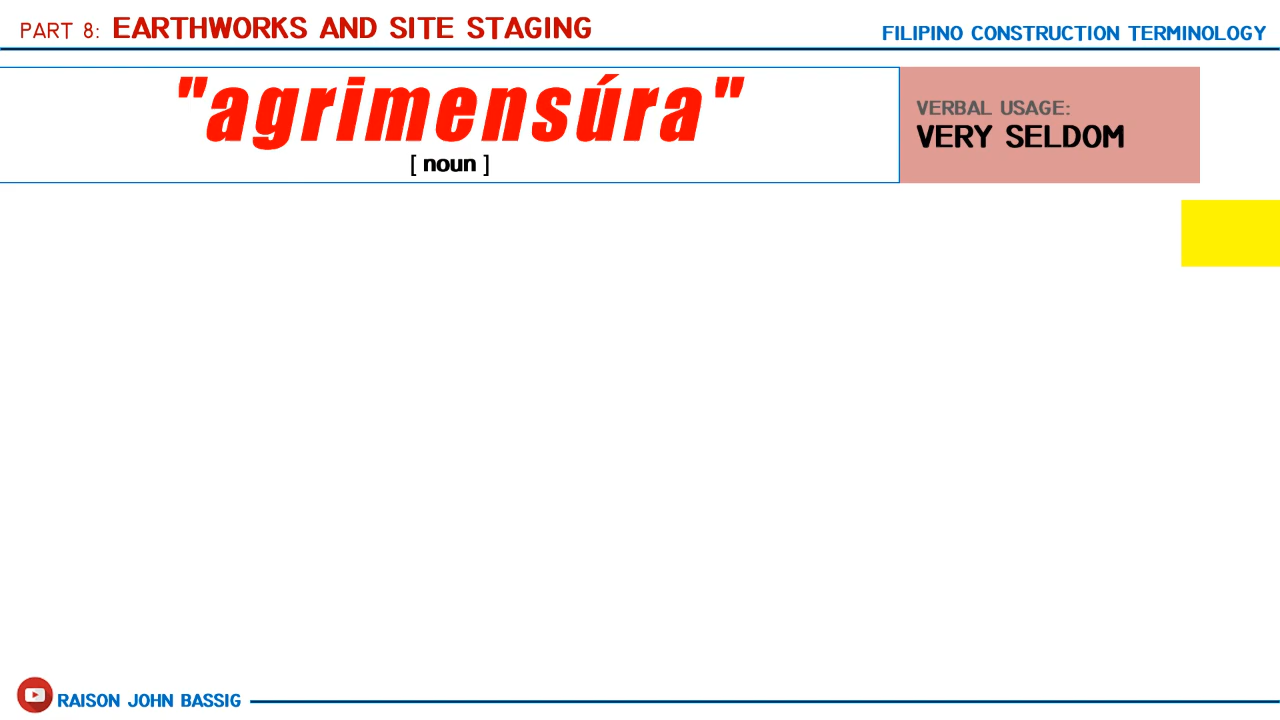 PART 8: EARTHWORKS AND SITE STAGING
FILIPINO CONSTRUCTION TERMINOLOGY
"agrimensúra"
[ noun ]
VERBAL USAGE:
VERY SELDOM
RAISON JOHN BASSIG